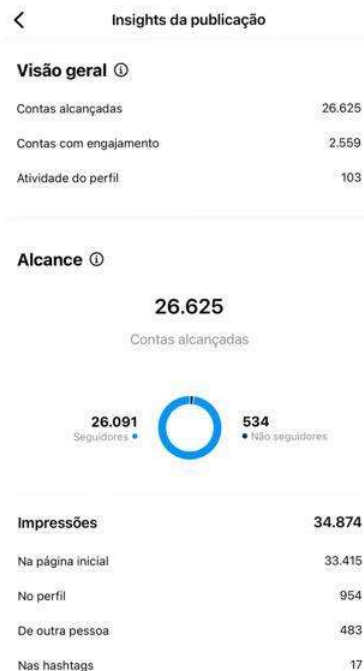 Insights da publicação
Visão geral
Contas alcançadas 26.625
Contas com engajamento 2.559
Atividade do perfil 103
Alcance
26.625
Contas alcançadas
26.091 534
Seguidores Não seguidores
Impressões 34.874
Na página inicial 33.415
No perfil 954
De outra pessoa 483
Nas hashtags 17